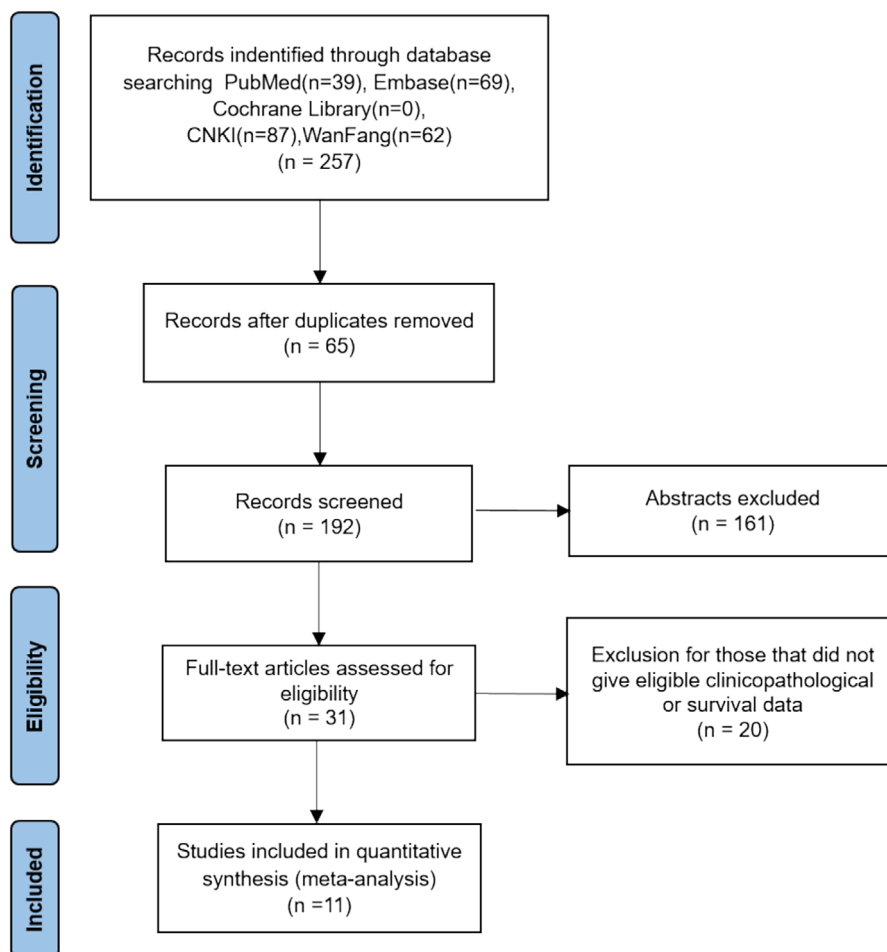 Identification
Records indentified through database
searching  PubMed(n=39), Embase(n=69),
Cochrane Library(n=0),
CNKI(n=87),WanFang(n=62)
(n = 257)
Screening
Records after duplicates removed
(n = 65)
Records screened
(n = 192)
Abstracts excluded
(n = 161)
Eligibility
Full-text articles assessed for
eligibility
(n = 31)
Exclusion for those that did not
give eligible clinicopathological
or survival data
(n = 20)
Included
Studies included in quantitative
synthesis (meta-analysis)
(n =11)